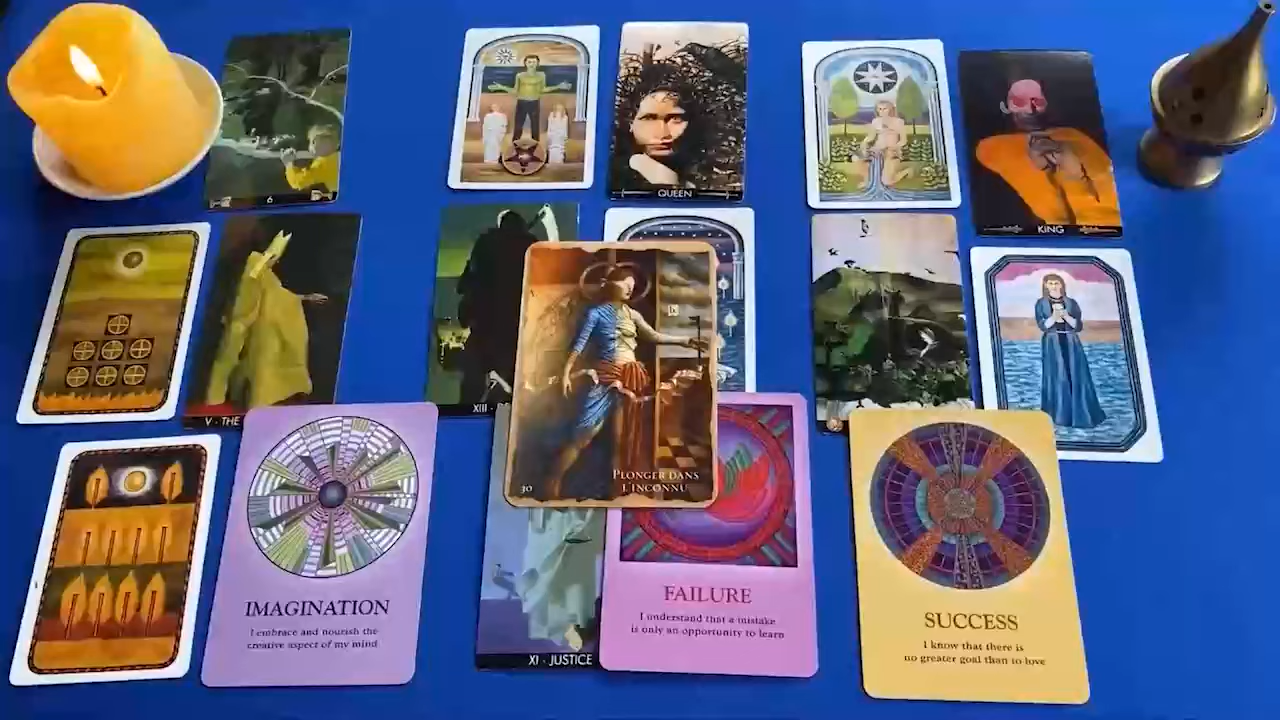 6
QUEEN
KING
V · THE
XIII ·
30
PLONGER DANS
L'INCONNU
IMAGINATION
I embrace and nourish the
creative aspect of my mind
XI · JUSTICE
FAILURE
I understand that a mistake
is only an opportunity to learn
SUCCESS
I know that there is
no greater goal than to love